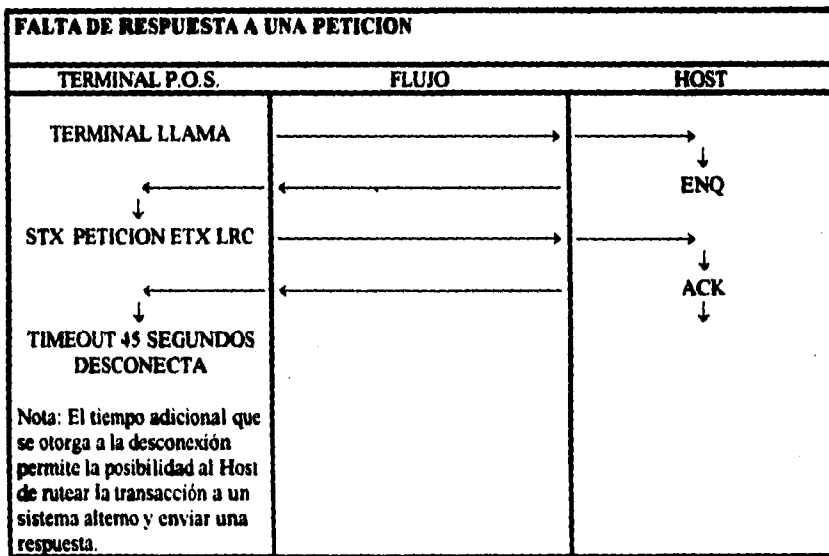 FALTA DE RESPUESTA A UNA PETICION
TERMINAL P.O.S. FLUJO HOST
TERMINAL LLAMA
ENQ
STX PETICION ETX LRC
ACK
TIMEOUT 45 SEGUNDOS
DESCONECTA
Nota: El tiempo adicional que
se otorga a la desconexión
permite la posibilidad al Host
de rutear la transacción a un
sistema alterno y enviar una
respuesta.